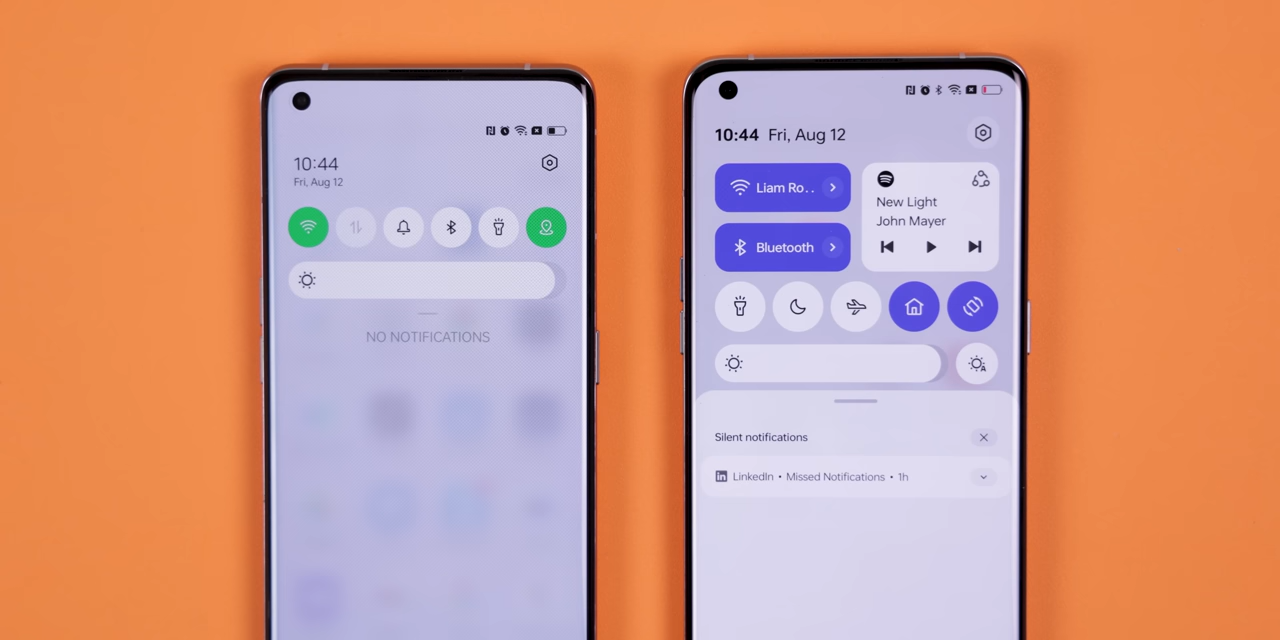 10:44
Fri, Aug 12
NO NOTIFICATIONS
10:44 Fri, Aug 12
Liam Ro..
Bluetooth
New Light
John Mayer
Silent notifications
LinkedIn • Missed Notifications • 1h